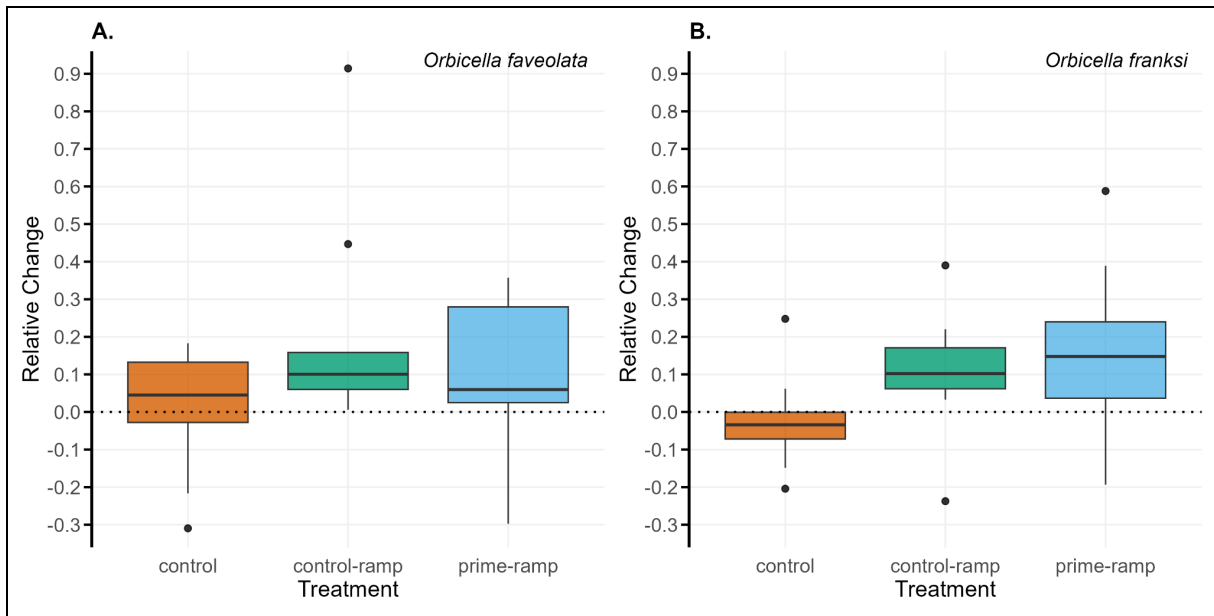 A.
Orbicella faveolata
Relative Change
0.9
0.8
0.7
0.6
0.5
0.4
0.3
0.2
0.1
0.0
-0.1
-0.2
-0.3
control control-ramp prime-ramp
Treatment
B.
Orbicella franksi
Relative Change
0.9
0.8
0.7
0.6
0.5
0.4
0.3
0.2
0.1
0.0
-0.1
-0.2
-0.3
control control-ramp prime-ramp
Treatment